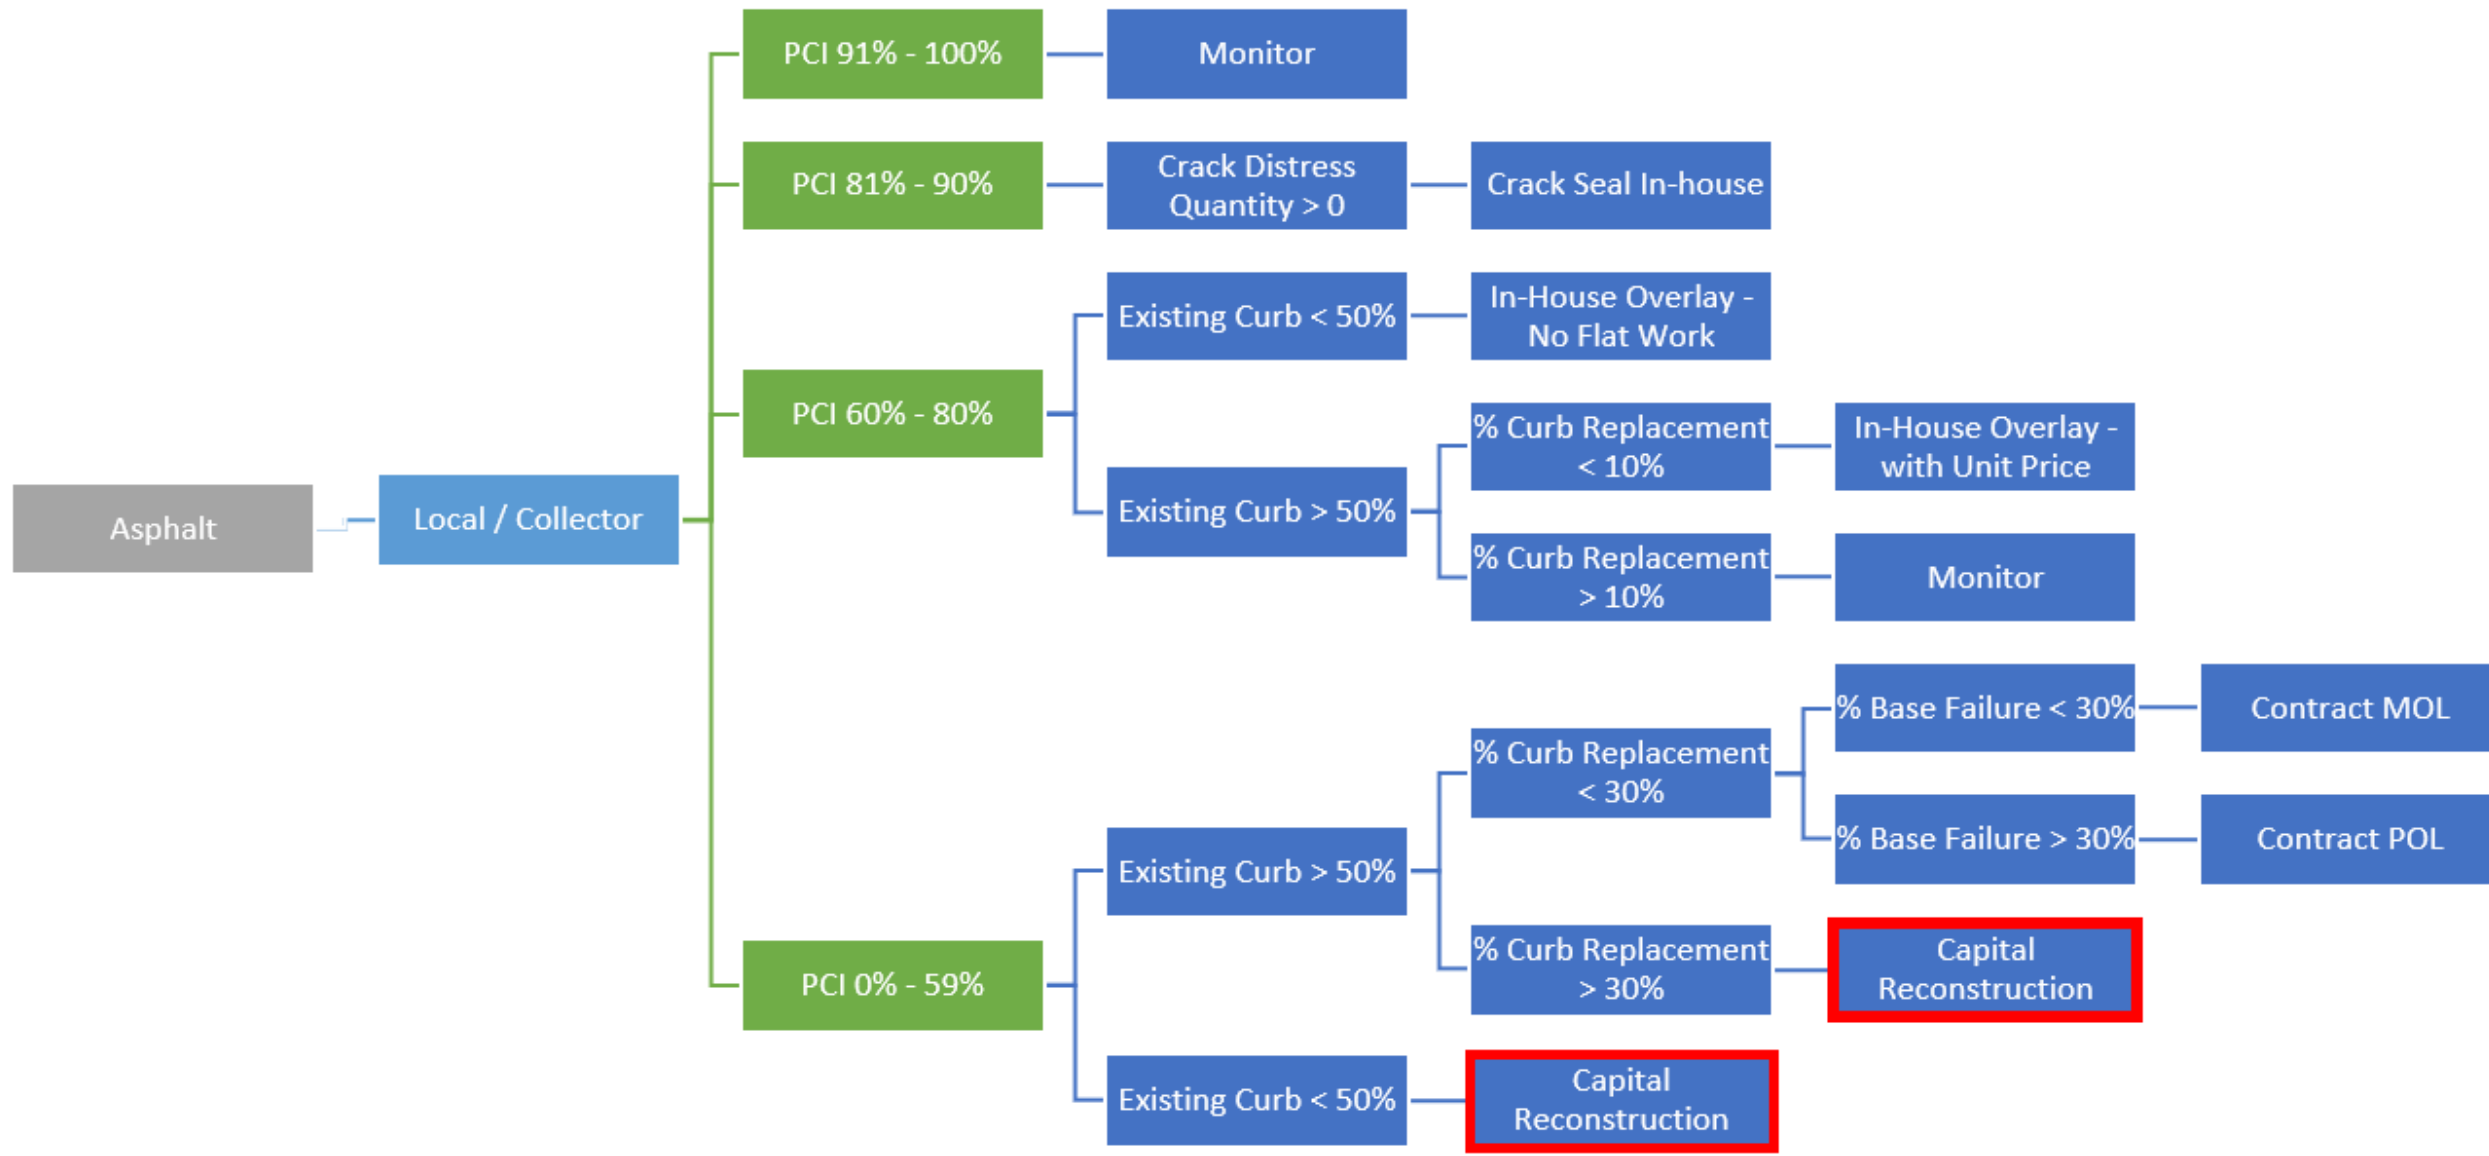 PCI 91% - 100%
Monitor
PCI 81% - 90%
Crack Distress
Quantity > 0
Crack Seal In-house
Existing Curb < 50%
In-House Overlay -
No Flat Work
PCI 60% - 80%
% Curb Replacement
< 10%
In-House Overlay -
with Unit Price
Existing Curb > 50%
% Curb Replacement
> 10%
Monitor
Asphalt
Local / Collector
% Base Failure < 30%
Contract MOL
% Curb Replacement
< 30%
% Base Failure > 30%
Contract POL
Existing Curb > 50%
% Curb Replacement
> 30%
Capital
Reconstruction
PCI 0% - 59%
Existing Curb < 50%
Capital
Reconstruction